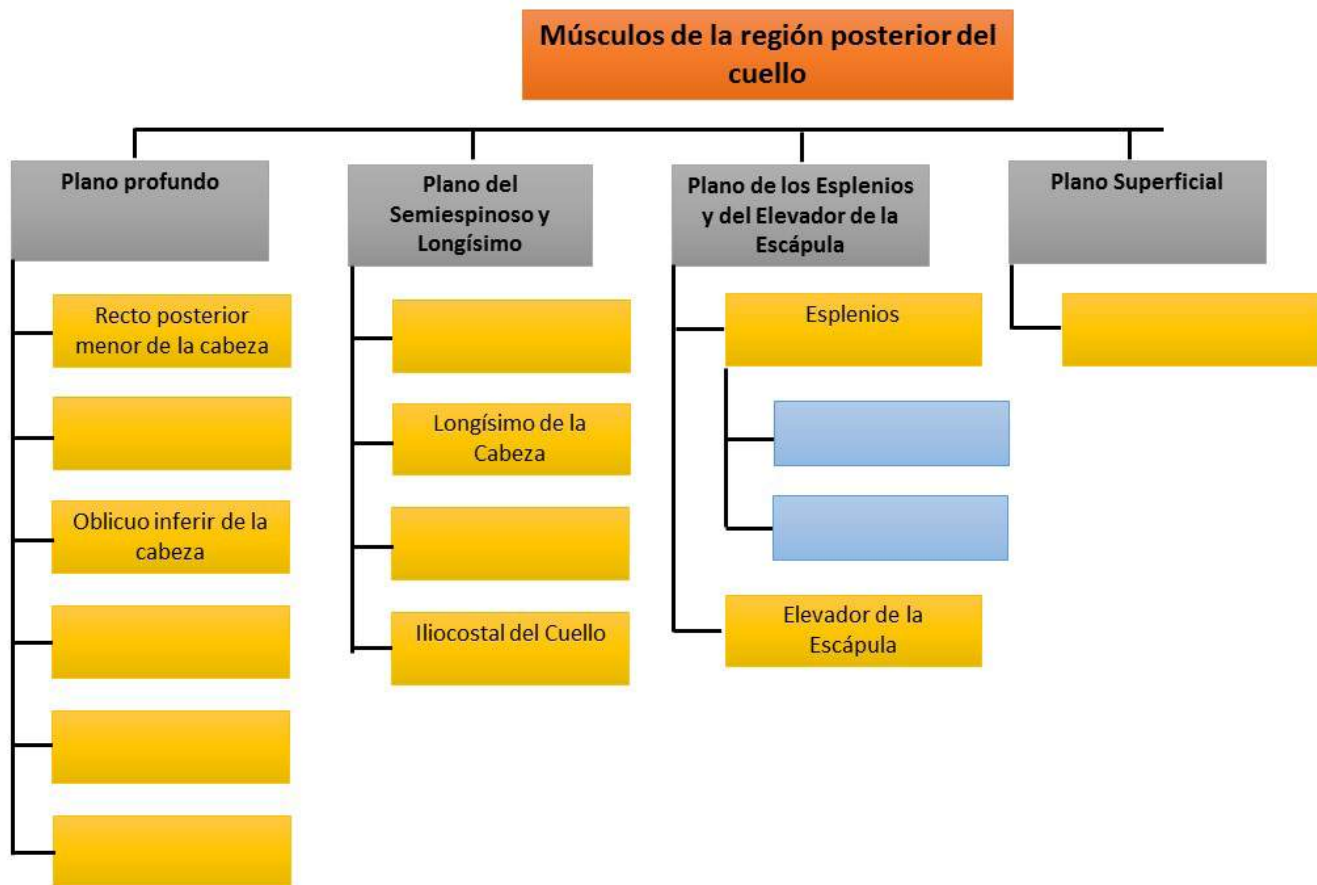 Músculos de la región posterior del
cuello
Plano profundo
Recto posterior
menor de la cabeza
Oblicuo inferir de la
cabeza
Plano del
Semiespinoso y
Longísimo
Longísimo de la
Cabeza
Iliocostal del Cuello
Plano de los Esplenios
y del Elevador de la
Escápula
Esplenios
Elevador de la
Escápula
Plano Superficial